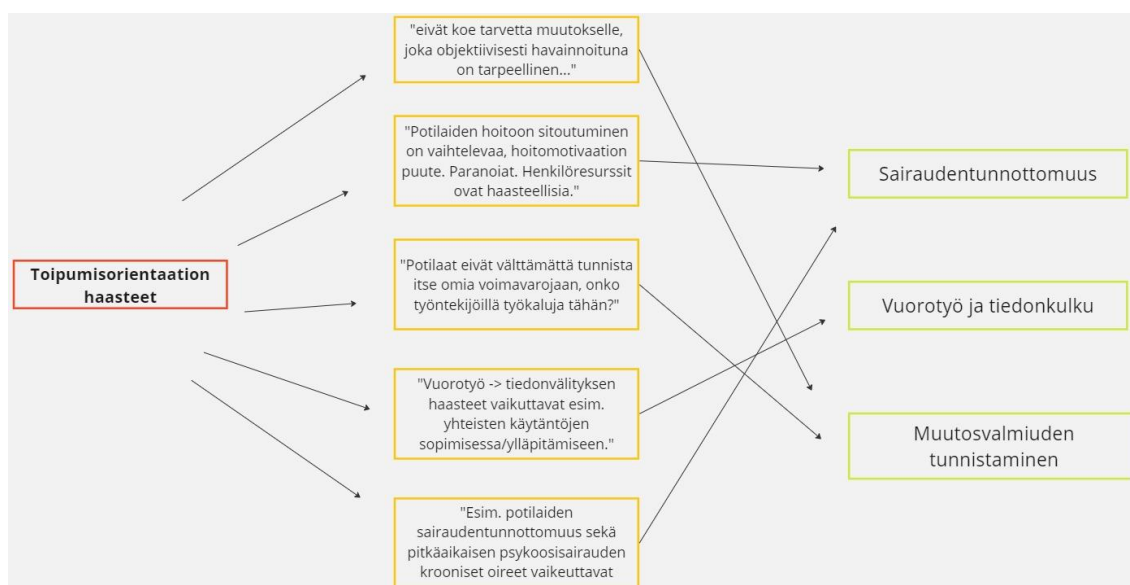 Toipumisorientaation
haasteet
"eivät koe tarvetta muutokselle,
joka objektiivisesti havainnoituna
on tarpeellinen..."
"Potilaiden hoitoon sitoutuminen
on vaihtelevaa, hoitomotivaation
puute. Paranoiat. Henkilöresurssit
ovat haasteellisia."
"Potilaat eivät välttämättä tunnista
itse omia voimavarojaan, onko
työntekijöillä työkaluja tähän?"
"Vuorotyö -> tiedonvälityksen
haasteet vaikuttavat esim.
yhteisten käytäntöjen
sopimisessa/ylläpitämiseen."
"Esim. potilaiden
sairaudentunnottomuus sekä
pitkäaikaisen psykoosisairauden
krooniset oireet vaikeuttavat
Sairaudentunnottomuus
Vuorotyö ja tiedonkulku
Muutosvalmiuden
tunnistaminen